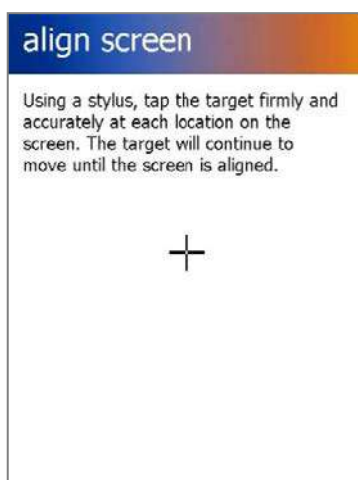 align screen
Using a stylus, tap the target firmly and
accurately at each location on the
screen. The target will continue to
move until the screen is aligned.